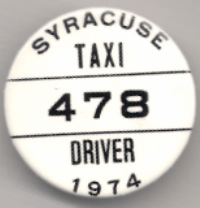 SYRACUSE
TAXI
478
DRIVER
1974